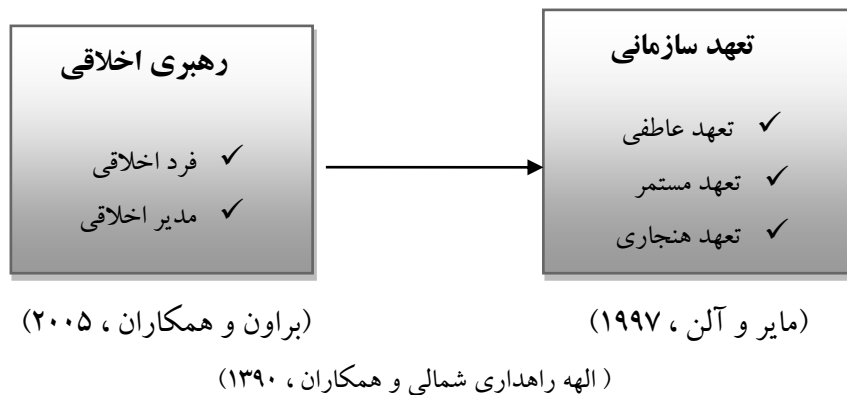 رهبری اخلاقی
✓ فرد اخلاقی
✓ مدیر اخلاقی
(براون و همکاران ، ۲۰۰۵)
تعهد سازمانی
✓ تعهد عاطفی
✓ تعهد مستمر
✓ تعهد هنجاری
(مایر و آلن ، ۱۹۹۷)
( الهه راهداری شمالی و همکاران ، ۱۳۹۰)